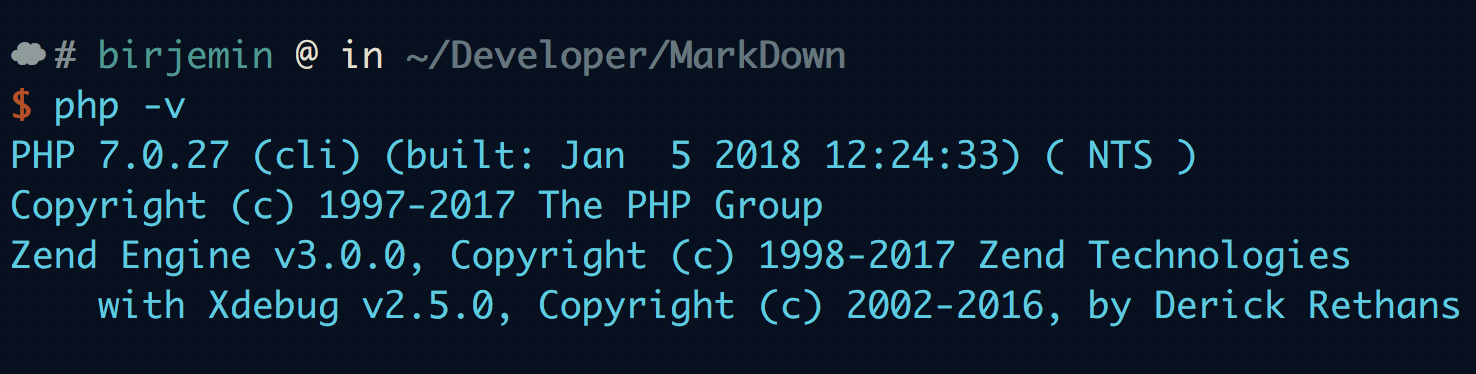 # birjemin @ in ~/Developer/MarkDown
$ php -v
PHP 7.0.27 (cli) (built: Jan  5 2018 12:24:33) ( NTS )
Copyright (c) 1997-2017 The PHP Group
Zend Engine v3.0.0, Copyright (c) 1998-2017 Zend Technologies
    with Xdebug v2.5.0, Copyright (c) 2002-2016, by Derick Rethans